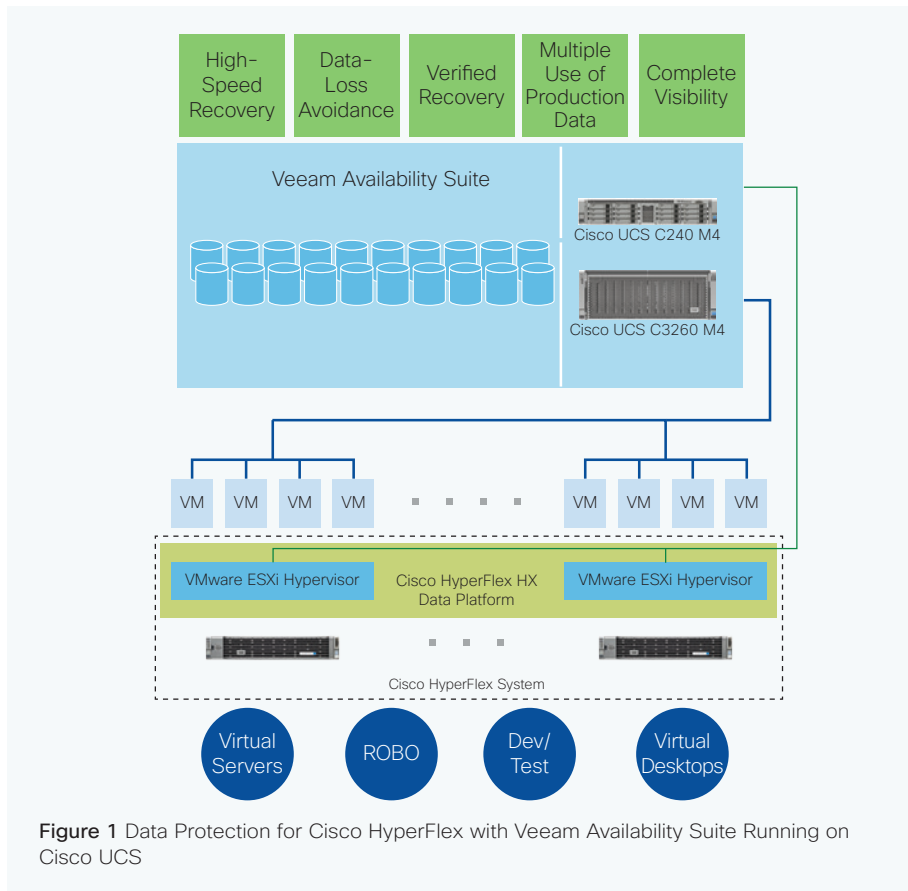 High-
Speed
Recovery
Data-
Loss
Avoidance
Verified
Recovery
Multiple
Use of
Production
Data
Complete
Visibility
Veeam Availability Suite
Cisco UCS C240 M4
Cisco UCS C3260 M4
VM
VM
VM
VM
VM
VM
VM
VM
VMware ESXi Hypervisor
Cisco HyperFlex HX
Data Platform
VMware ESXi Hypervisor
Cisco HyperFlex System
Virtual
Servers
ROBO
Dev/
Test
Virtual
Desktops
Figure 1 Data Protection for Cisco HyperFlex with Veeam Availability Suite Running on
Cisco UCS